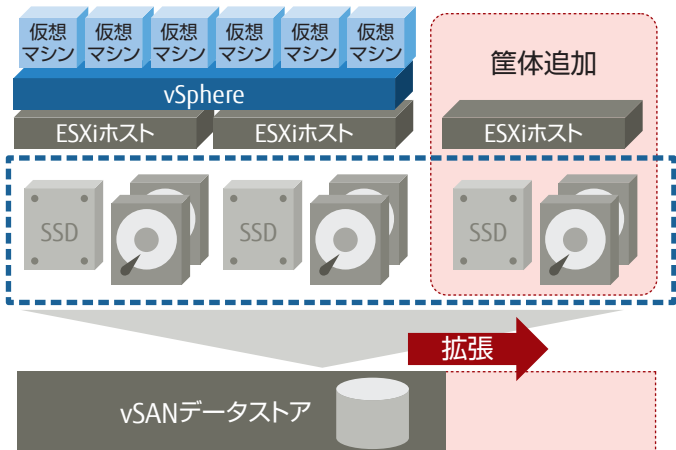 仮想
マシン
仮想
マシン
仮想
マシン
仮想
マシン
仮想
マシン
仮想
マシン
筐体追加
vSphere
ESXiホスト
ESXiホスト
ESXiホスト
SSD
SSD
SSD
拡張
vSANデータストア